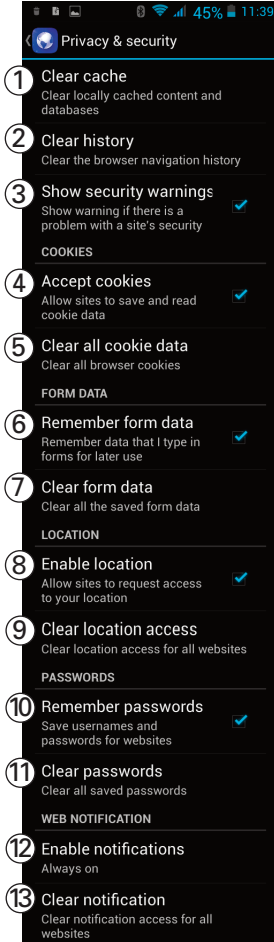 45% 11:39
Privacy & security
1 Clear cache
Clear locally cached content and
databases
2 Clear history
Clear the browser navigation history
3 Show security warnings
Show warning if there is a
problem with a site's security
COOKIES
4 Accept cookies
Allow sites to save and read
cookie data
5 Clear all cookie data
Clear all browser cookies
FORM DATA
6 Remember form data
Remember data that I type in
forms for later use
7 Clear form data
Clear all the saved form data
LOCATION
8 Enable location
Allow sites to request access
to your location
9 Clear location access
Clear location access for all websites
PASSWORDS
10 Remember passwords
Save usernames and
passwords for websites
11 Clear passwords
Clear all saved passwords
WEB NOTIFICATION
12 Enable notifications
Always on
13 Clear notification
Clear notification access for all
websites